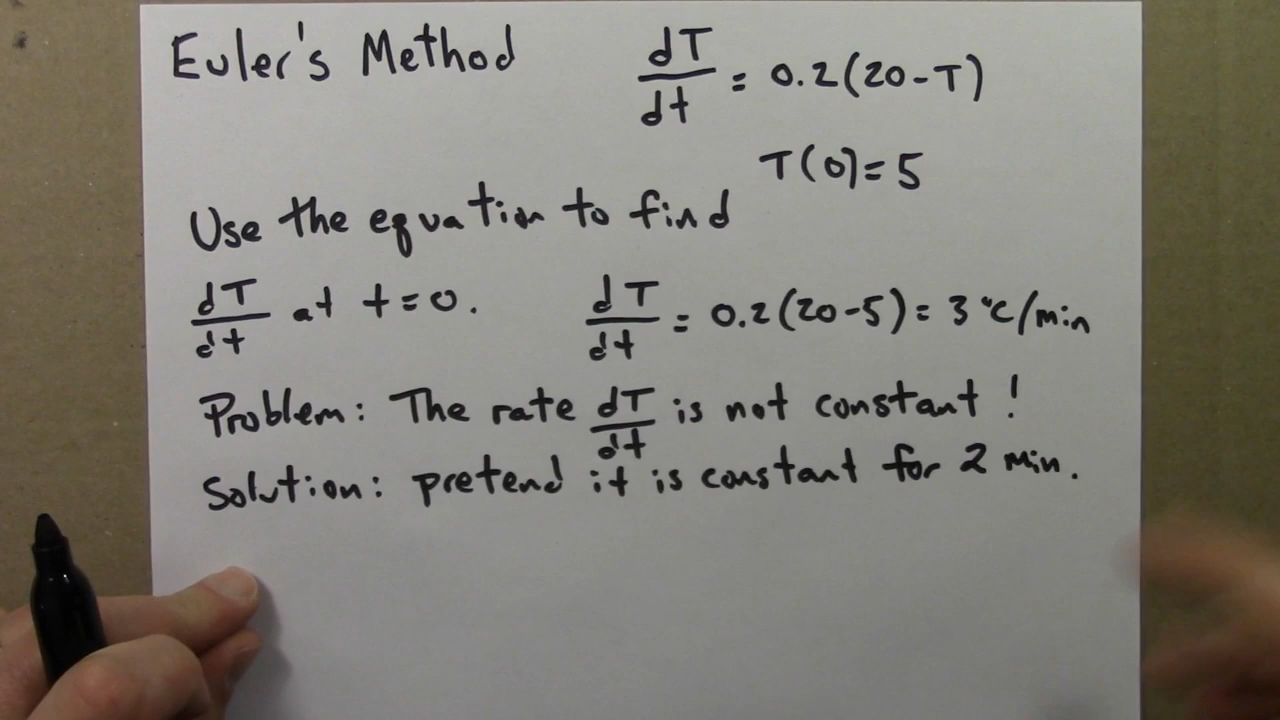 Euler's Method
dT/dt = 0.2(20-T)
T(0)=5
Use the equation to find
dT/dt at t=0.
dT/dt = 0.2(20-5)= 3 °C/min
Problem: The rate dT/dt is not constant!
Solution: pretend it is constant for 2 min.